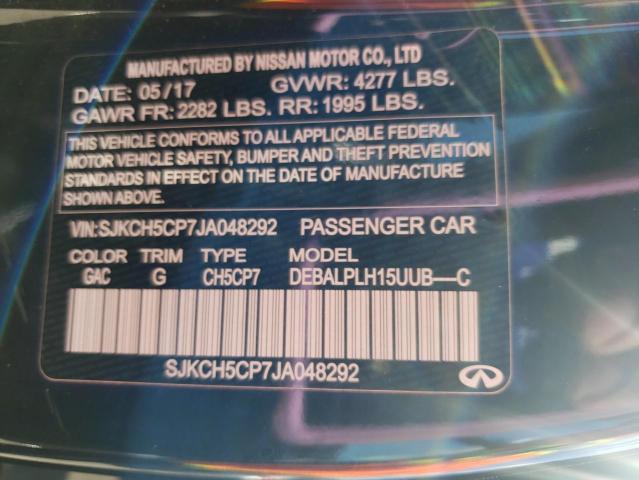 MANUFACTURED BY NISSAN MOTOR CO., LTD
DATE: 05/17 GVWR: 4277 LBS.
GAWR FR: 2282 LBS. RR: 1995 LBS.
THIS VEHICLE CONFORMS TO ALL APPLICABLE FEDERAL
MOTOR VEHICLE SAFETY, BUMPER AND THEFT PREVENTION
STANDARDS IN EFFECT ON THE DATE OF MANUFACTURE
SHOWN ABOVE.
VIN:SJKCH5CP7JA048292 PASSENGER CAR
COLOR TRIM TYPE MODEL
GAC G CH5CP7 DEBALPLH15UUB--C
SJKCH5CP7JA048292